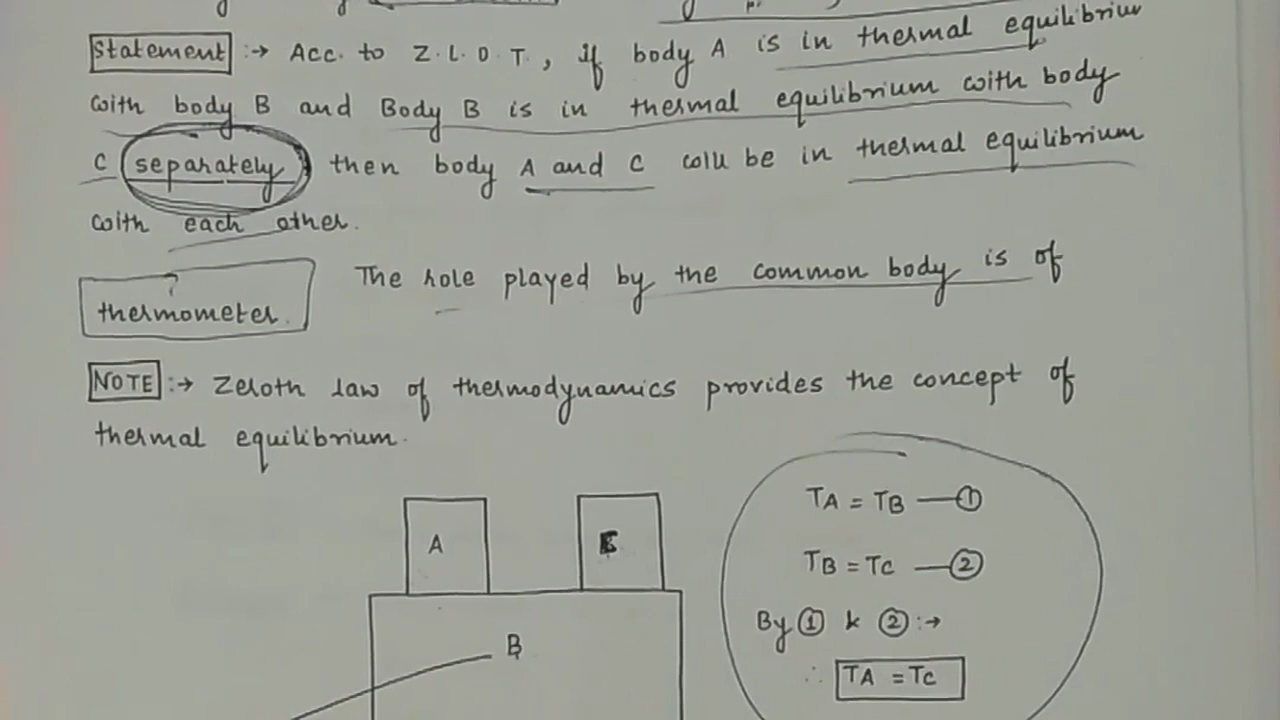 Statement :→ Acc. to Z.L.O.T., if body A is in thermal equilibrium
with body B and Body B is in thermal equilibrium with body
C separately then body A and C will be in thermal equilibrium
with each other.
The role played by the common body is of
thermometer.
NOTE :→ Zeroth law of thermodynamics provides the concept of
thermal equilibrium.
A C
B
TA = TB —①
TB = TC —②
By ① & ② :→
∴ TA = TC